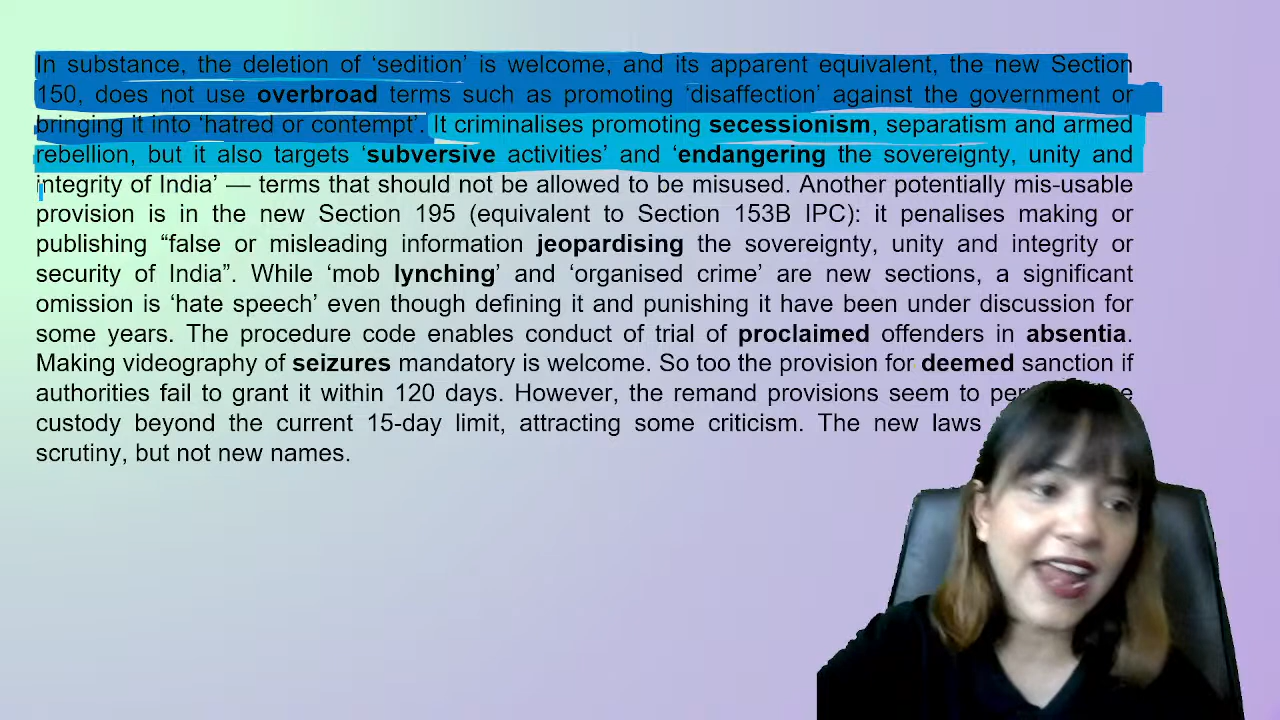 In substance, the deletion of ‘sedition’ is welcome, and its apparent equivalent, the new Section
150, does not use overbroad terms such as promoting ‘disaffection’ against the government or
bringing it into ‘hatred or contempt’. It criminalises promoting secessionism, separatism and armed
rebellion, but it also targets ‘subversive activities’ and ‘endangering the sovereignty, unity and
integrity of India’ — terms that should not be allowed to be misused. Another potentially mis-usable
provision is in the new Section 195 (equivalent to Section 153B IPC): it penalises making or
publishing “false or misleading information jeopardising the sovereignty, unity and integrity or
security of India”. While ‘mob lynching’ and ‘organised crime’ are new sections, a significant
omission is ‘hate speech’ even though defining it and punishing it have been under discussion for
some years. The procedure code enables conduct of trial of proclaimed offenders in absentia.
Making videography of seizures mandatory is welcome. So too the provision for deemed sanction if
authorities fail to grant it within 120 days. However, the remand provisions seem to
custody beyond the current 15-day limit, attracting some criticism. The new laws
scrutiny, but not new names.